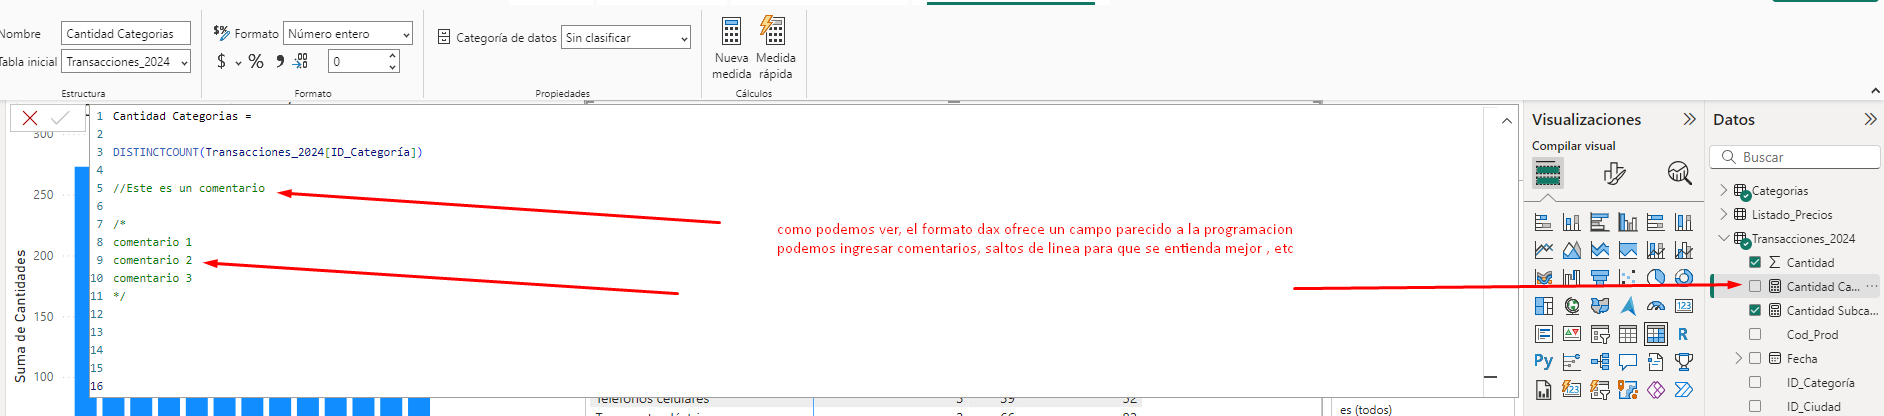 Nombre
Cantidad Categorias
Tabla inicial
Transacciones_2024
Estructura
Formato
Número entero
$
%
0
Formato
Categoría de datos
Sin clasificar
Propiedades
Nueva medida
Medida rápida
Cálculos
Suma de Cantidades
300
250
200
150
100
1 Cantidad Categorias =
2
3 DISTINCTCOUNT(Transacciones_2024[ID_Categoría])
4
5 //Este es un comentario
6
7 /*
8 comentario 1
9 comentario 2
10 comentario 3
11 */
12
13
14
15
16
como podemos ver, el formato dax ofrece un campo parecido a la programacion
podemos ingresar comentarios, saltos de linea para que se entienda mejor , etc
Teléfonos celulares
es (todos)
Visualizaciones
Compilar visual
123
R
Py
123
Datos
Buscar
Categorias
Listado_Precios
Transacciones_2024
Cantidad
Cantidad Ca...
Cantidad Subca...
Cod_Prod
Fecha
ID_Categoría
ID_Ciudad